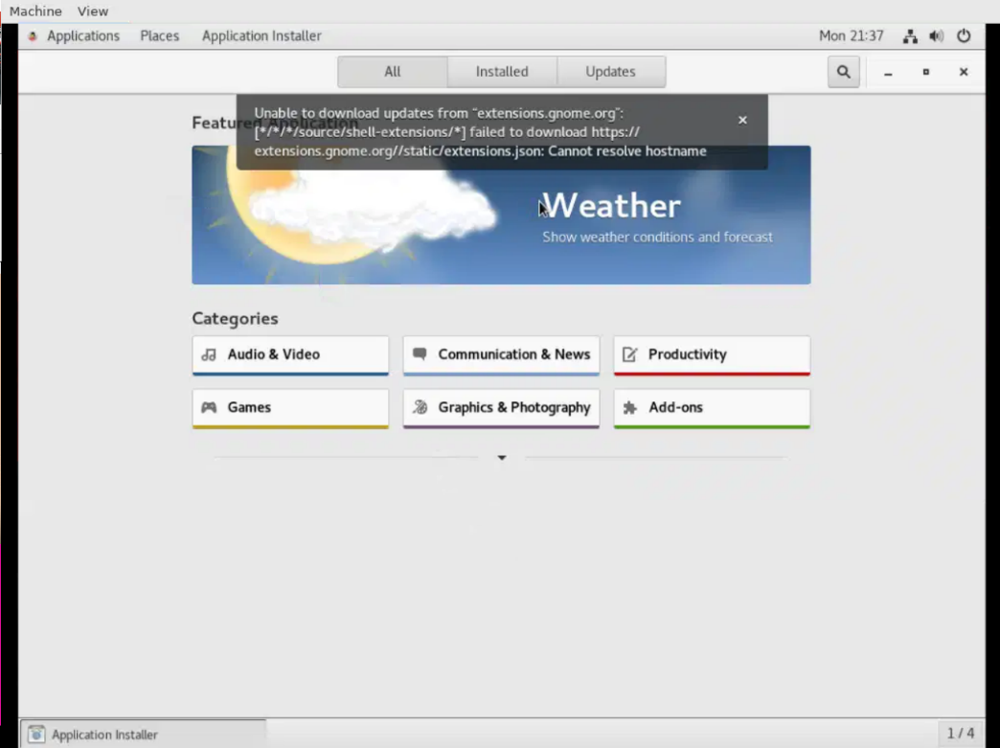 Machine View
Applications Places Application Installer Mon 21:37
All Installed Updates
Featured Application
Unable to download updates from “extensions.gnome.org”:
[*/*/*/source/shell-extensions/*] failed to download https://
extensions.gnome.org//static/extensions.json: Cannot resolve hostname
Weather
Show weather conditions and forecast
Categories
Audio & Video Communication & News Productivity
Games Graphics & Photography Add-ons
Application Installer 1 / 4